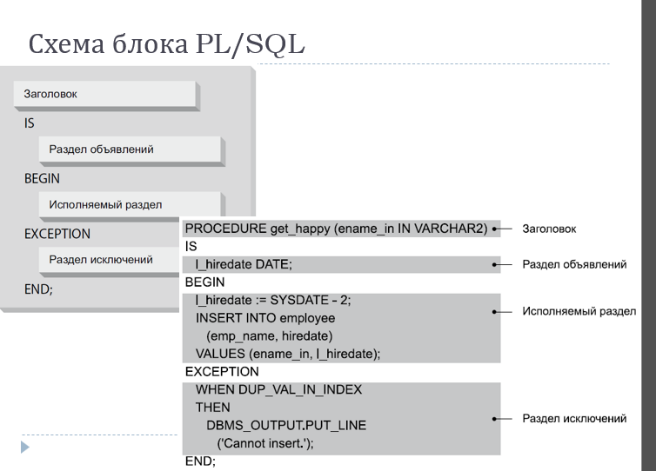 Схема блока PL/SQL
Заголовок
IS
Раздел объявлений
BEGIN
Исполняемый раздел
EXCEPTION
Раздел исключений
END;
PROCEDURE get_happy (ename_in IN VARCHAR2)
Заголовок
IS
l_hiredate DATE;
Раздел объявлений
BEGIN
l_hiredate := SYSDATE - 2;
INSERT INTO employee
Исполняемый раздел
(emp_name, hiredate)
VALUES (ename_in, l_hiredate);
EXCEPTION
WHEN DUP_VAL_IN_INDEX
THEN
DBMS_OUTPUT.PUT_LINE
Раздел исключений
('Cannot insert.');
END;